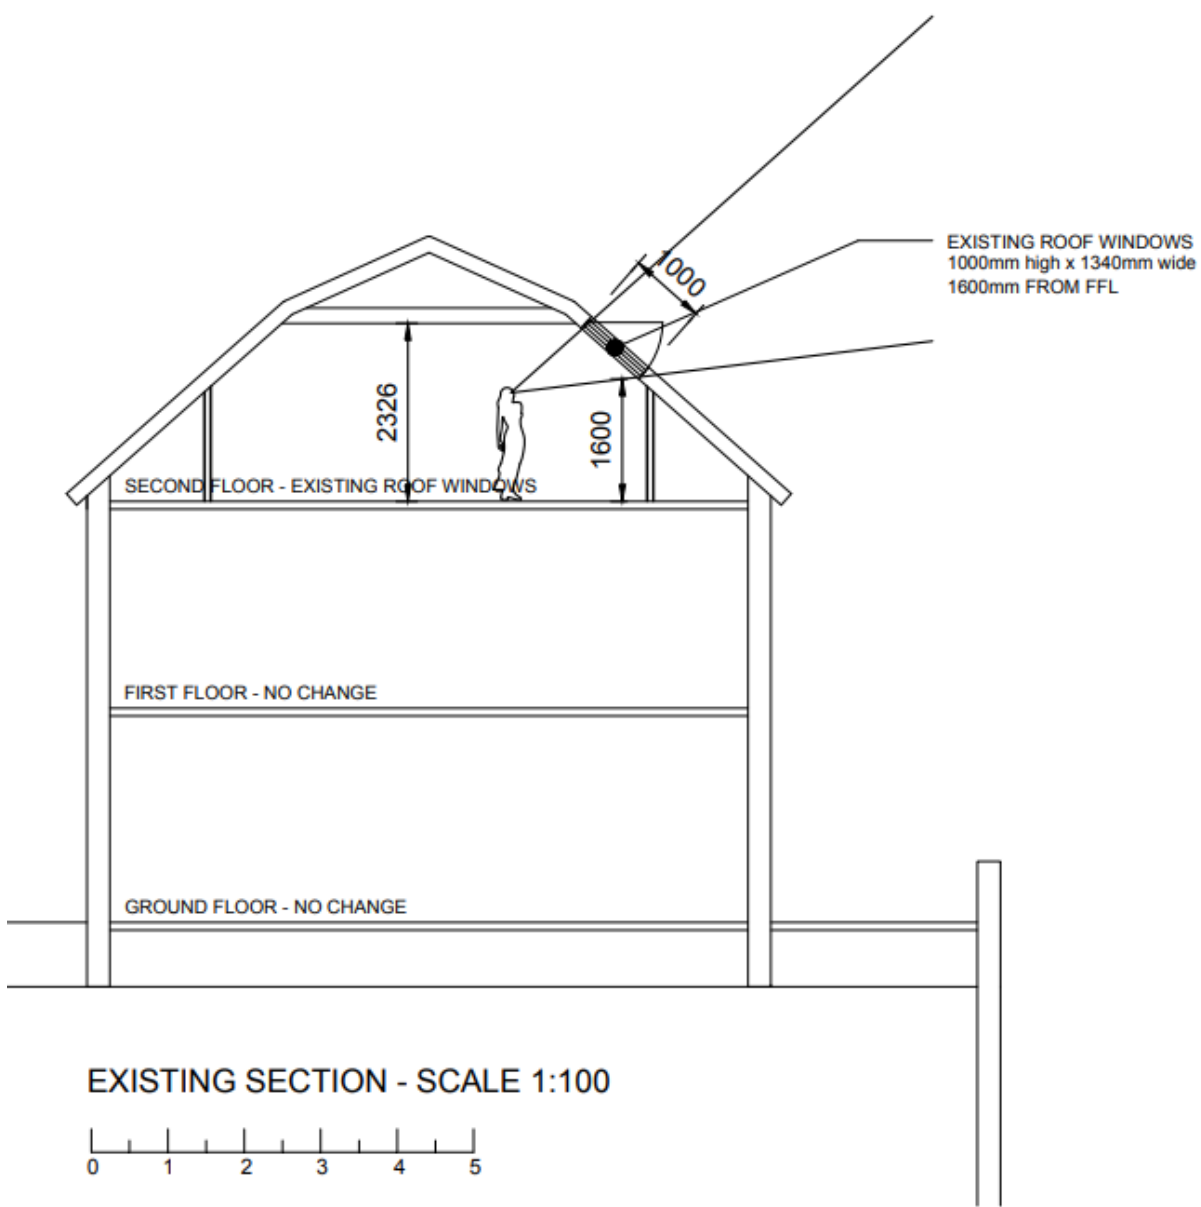 1000
EXISTING ROOF WINDOWS
1000mm high x 1340mm wide
1600mm FROM FFL
2326
1600
SECOND FLOOR - EXISTING ROOF WINDOWS
FIRST FLOOR - NO CHANGE
GROUND FLOOR - NO CHANGE
EXISTING SECTION - SCALE 1:100
0 1 2 3 4 5